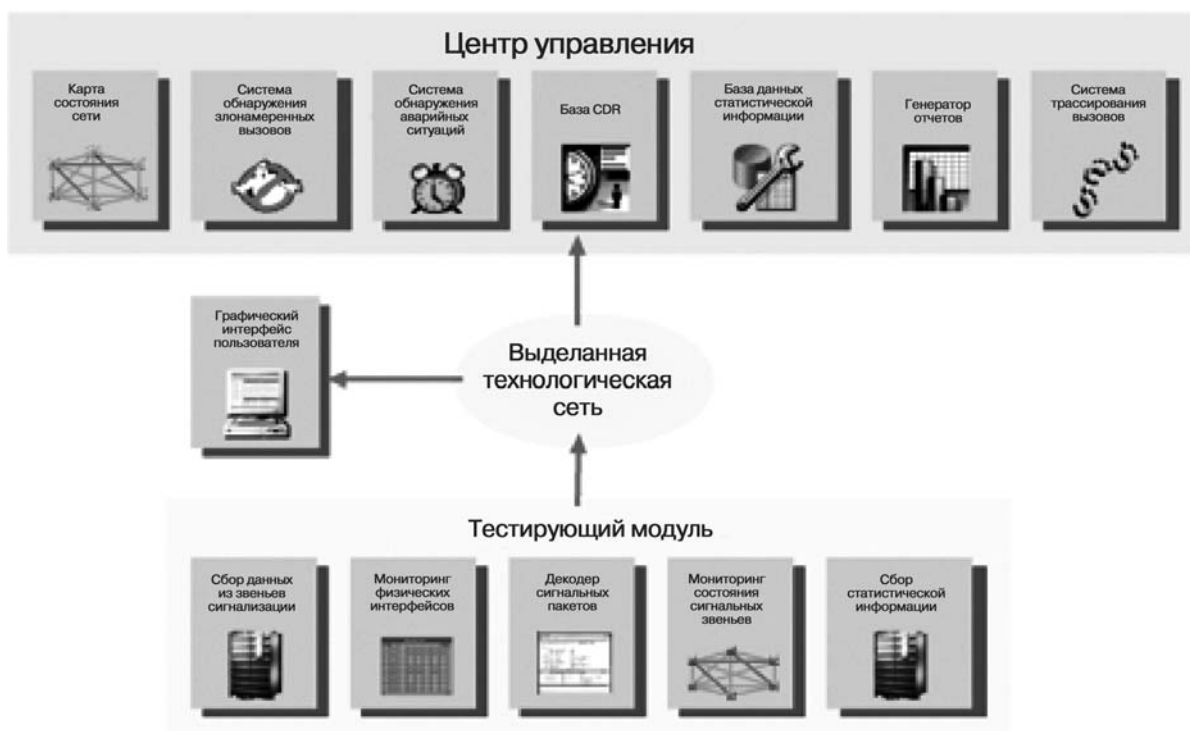 Центр управления
Карта
состояния
сети
Система
обнаружения
злонамеренных
вызовов
Система
обнаружения
аварийных
ситуаций
База CDR
База данных
статистической
информации
Генератор
отчетов
Система
трассирования
вызовов
Графический
интерфейс
пользователя
Выделанная
технологическая
сеть
Тестирующий модуль
Сбор данных
из звеньев
сигнализации
Мониторинг
физических
интерфейсов
Декодер
сигнальных
пакетов
Мониторинг
состояния
сигнальных
звеньев
Сбор
статистической
информации